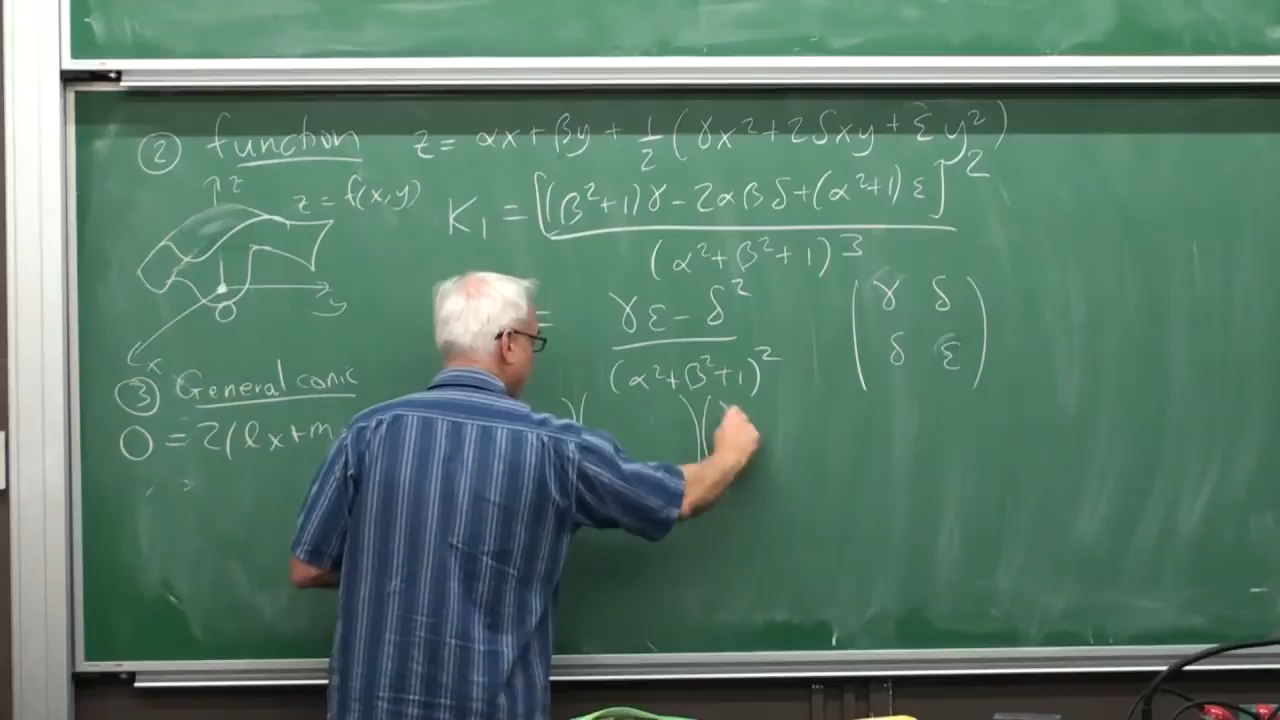 ② function z = αx + βy + 1/2 (γx² + 2δxy + εy²)
z
z = f(x,y)
K₁ = [(β²+1)γ - 2αβδ + (α²+1)ε]²
(α²+β²+1)³
= γε - δ²
(α²+β²+1)²
(γ δ
δ ε)
y
x
③ General conic
0 = 2(lx+m